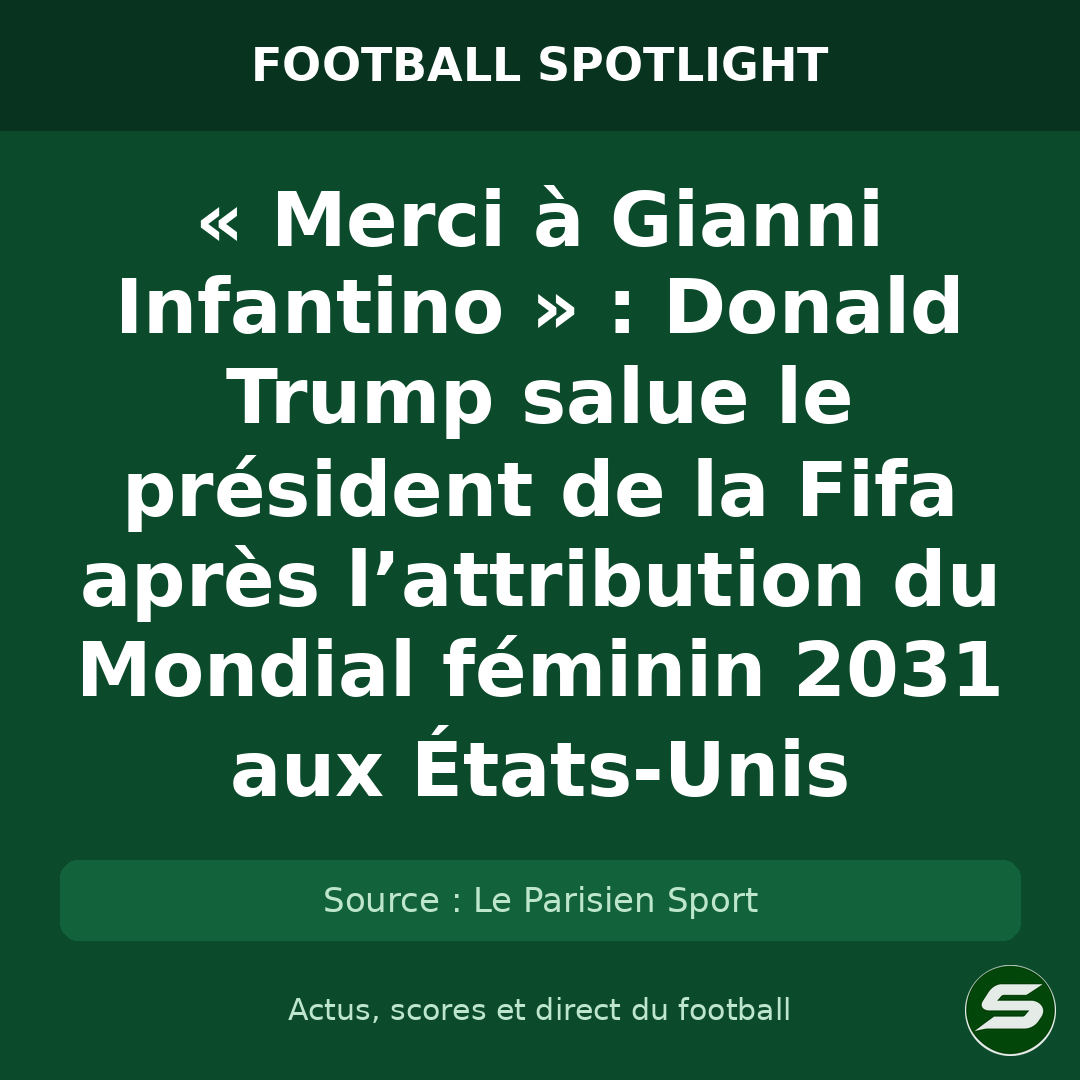 FOOTBALL SPOTLIGHT
« Merci à Gianni
Infantino » : Donald
Trump salue le
président de la Fifa
après l’attribution du
Mondial féminin 2031
aux États-Unis
Source : Le Parisien Sport
Actus, scores et direct du football
S